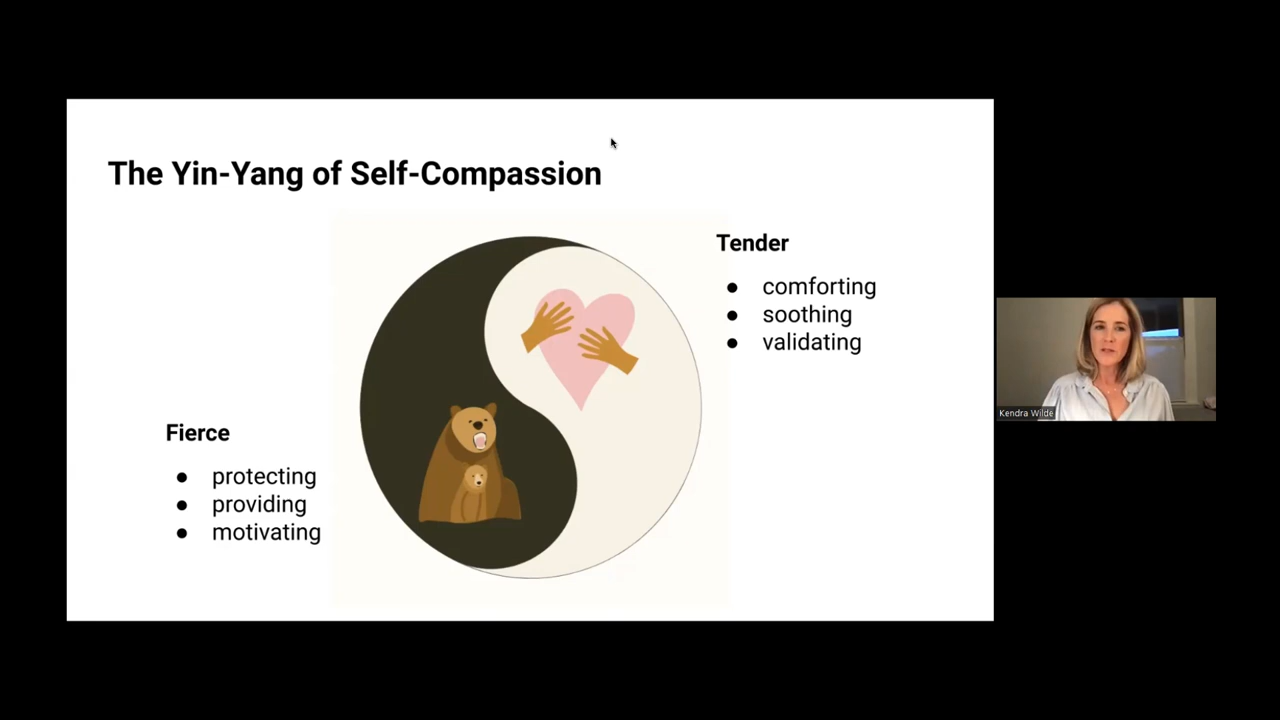 The Yin-Yang of Self-Compassion
Tender
● comforting
● soothing
● validating
Fierce
● protecting
● providing
● motivating
Kendra Wilde